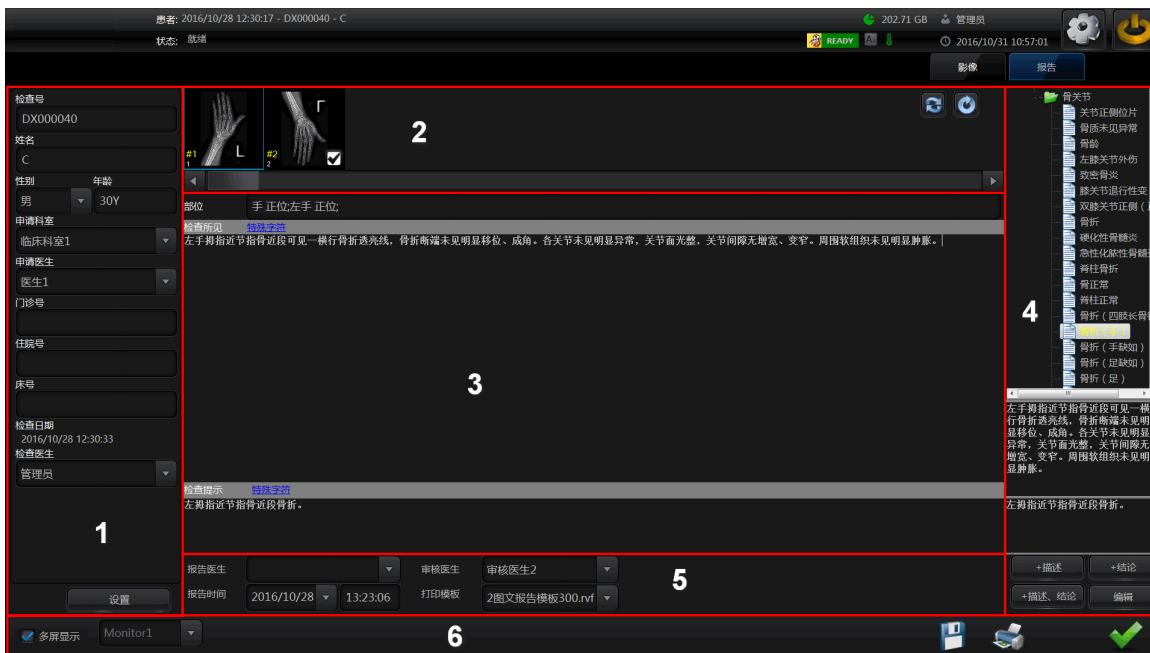 患者: 2016/10/28 12:30:17 - DX000040 - C
202.71 GB 管理员
状态: 就绪
READY 2016/10/31 10:57:01
影像 报告
检查号
DX000040
姓名
C
性别 年龄
男 30Y
申请科室
临床科室1
申请医生
医生1
门诊号
住院号
床号
检查日期
2016/10/28 12:30:33
检查医生
管理员
1
设置
L
#1
1
L
#2
2
2
部位 手 正位;左手 正位;
检查所见 特殊字符
左手拇指近节指骨近段可见一横行骨折透亮线，骨折断端未见明显移位、成角。各关节未见明显异常，关节面光整，关节间隙无增宽、变窄。周围软组织未见明显肿胀。
3
检查提示 特殊字符
左拇指近节指骨近段骨折。
骨关节
关节正侧位片
骨质未见异常
骨龄
左膝关节外伤
致密骨炎
膝关节退行性变
双膝关节正侧（
骨折
硬化性骨髓炎
急性化脓性骨髓
脊柱骨折
骨正常
脊柱正常
骨折（四肢长骨
骨折（手缺如）
骨折（足缺如）
骨折（足）
4
左手拇指近节指骨近段可见一横
行骨折透亮线，骨折断端未见明
显移位、成角。各关节未见明显
异常，关节面光整，关节间隙无
增宽、变窄。周围软组织未见明
显肿胀。
左拇指近节指骨近段骨折。
+描述 +结论
+描述、结论 编辑
报告医生 审核医生 审核医生2
报告时间 2016/10/28 13:23:06 打印模板 2图文报告模板300.rvf
5
多屏显示 Monitor1
6